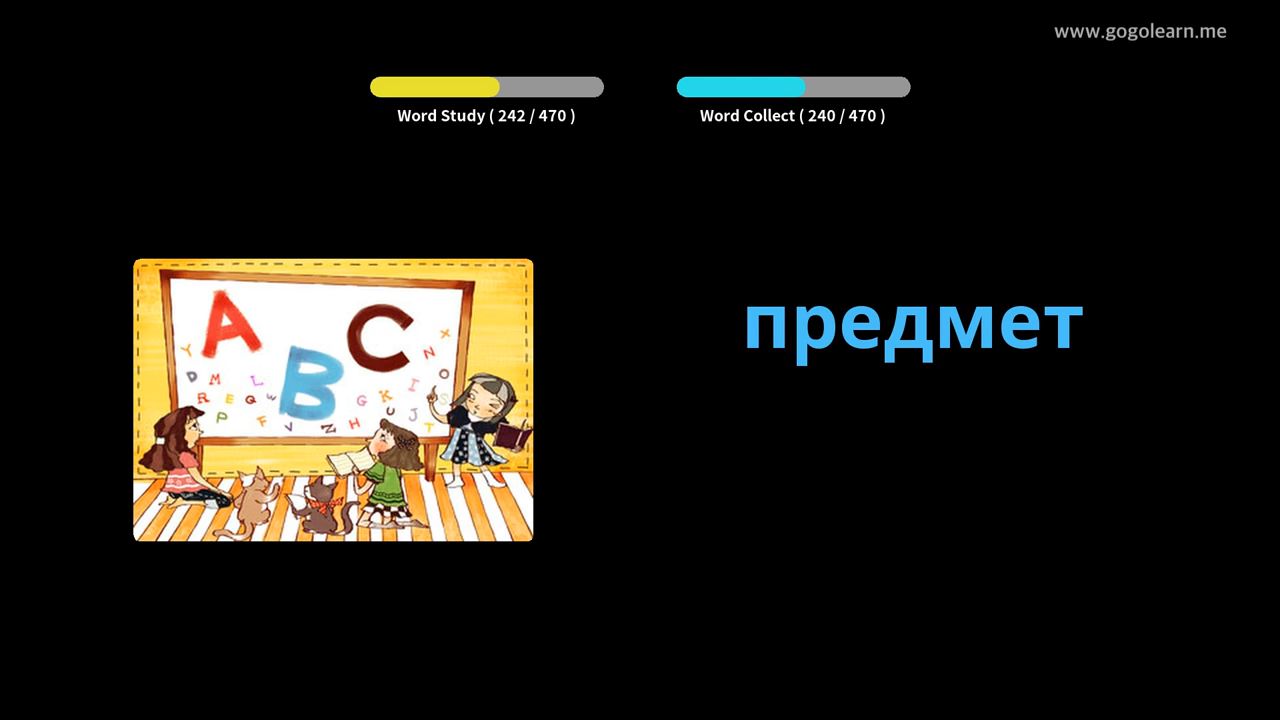 www.gogolearn.me
Word Study ( 242 / 470 )
Word Collect ( 240 / 470 )
предмет
A
B
C
X
Y
N
D
M
L
O
I
R
E
Q
W
G
K
S
P
F
V
Z
H
U
J
T